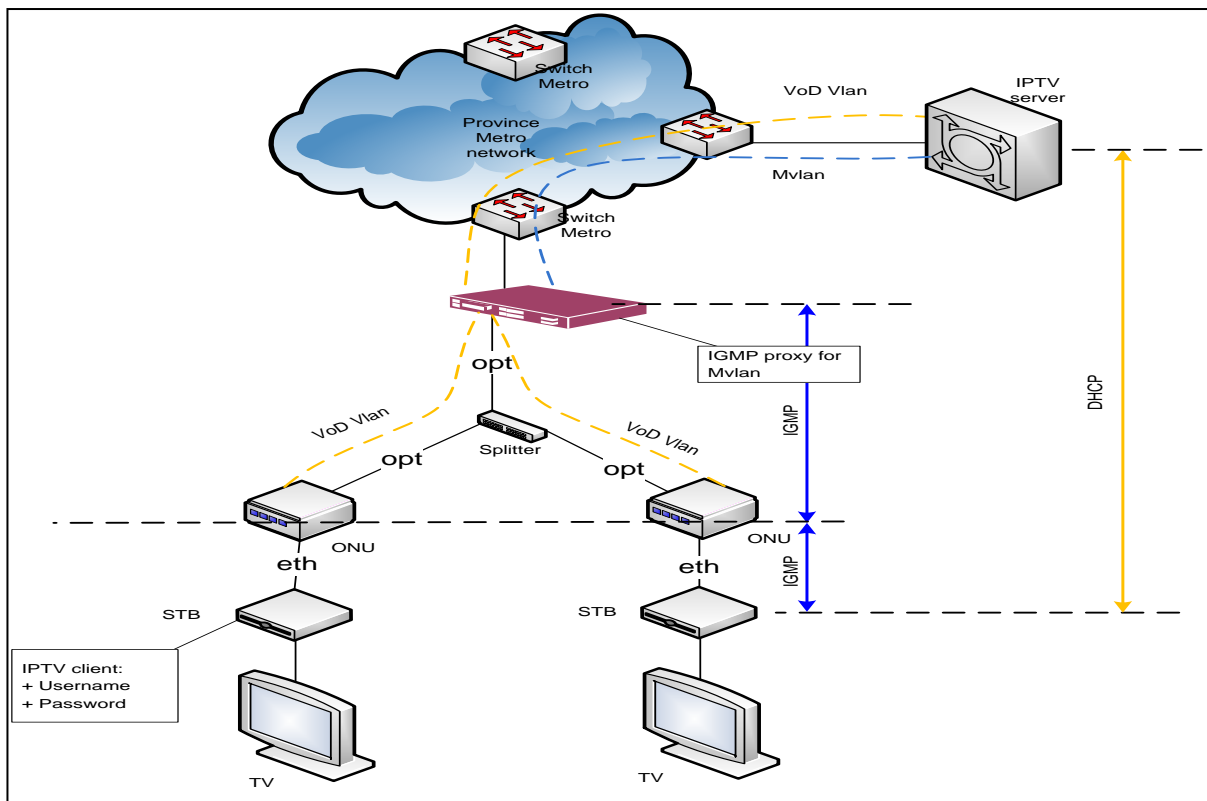 Switch
Metro
VoD Vlan
IPTV
server
Province
Metro
network
Mvlan
Switch
Metro
IGMP proxy for
Mvlan
opt
DHCP
IGMP
VoD Vlan
VoD Vlan
Splitter
opt
opt
ONU
ONU
eth
eth
IGMP
STB
STB
IPTV client:
+ Username
+ Password
TV
TV